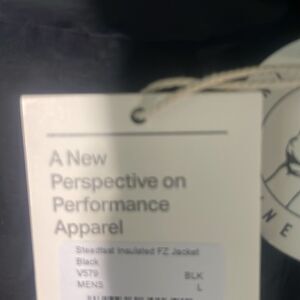 A New
Perspective on
Performance
Apparel
Steadfast Insulated FZ Jacket
Black
V579 BLK
MENS L